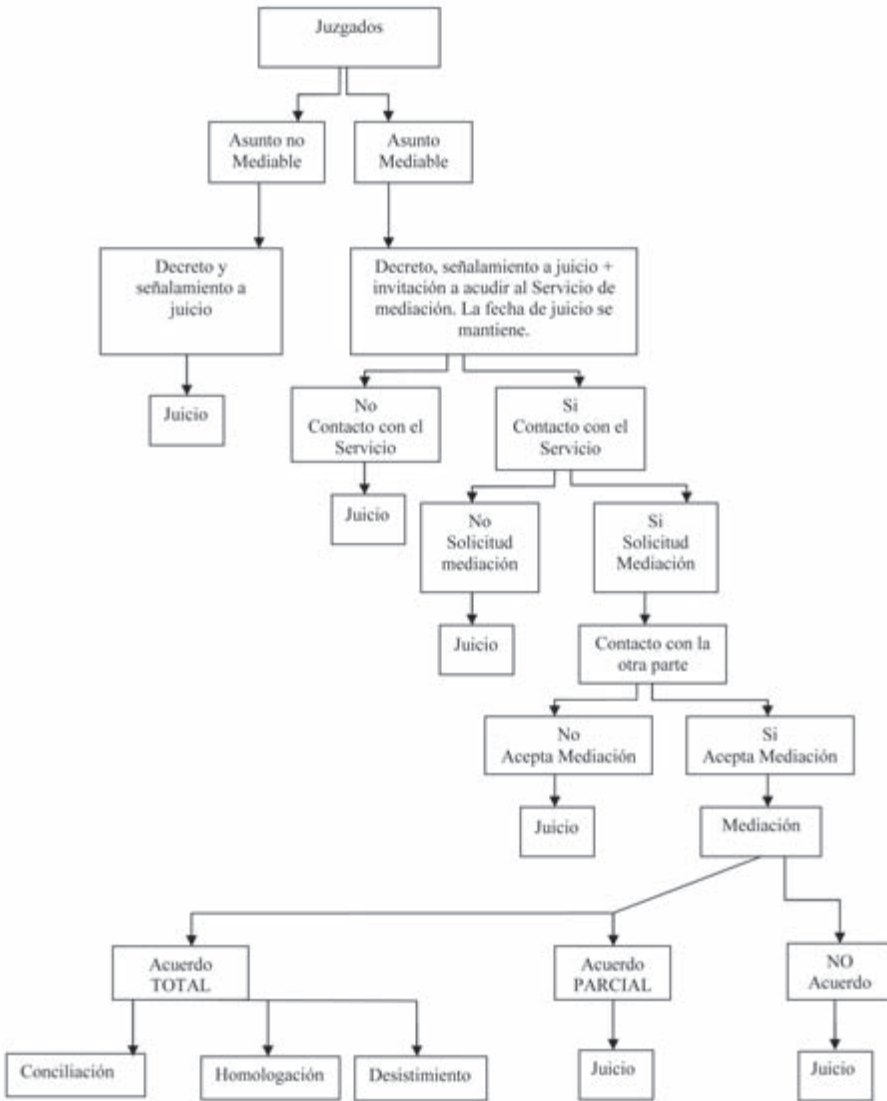 Juzgados
Asunto no
Mediable
Asunto
Mediable
Decreto y
señalamiento a
juicio
Decreto, señalamiento a juicio +
invitación a acudir al Servicio de
mediación. La fecha de juicio se
mantiene.
Juicio
No
Contacto con el
Servicio
Si
Contacto con el
Servicio
Juicio
No
Solicitud
mediación
Si
Solicitud
Mediación
Juicio
Contacto con la
otra parte
No
Acepta Mediación
Si
Acepta Mediación
Juicio
Mediación
Acuerdo
TOTAL
Acuerdo
PARCIAL
NO
Acuerdo
Conciliación
Homologación
Desistimiento
Juicio
Juicio